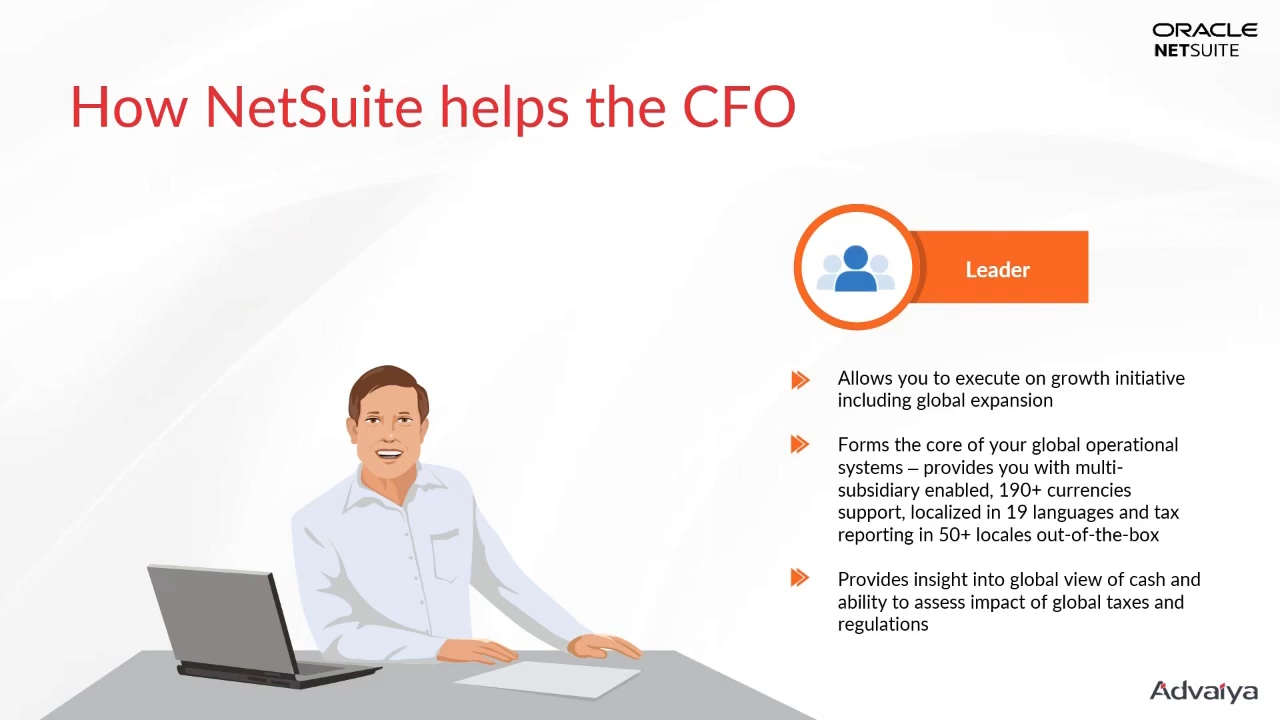 ORACLE
NETSUITE
How NetSuite helps the CFO
Leader
Allows you to execute on growth initiative
including global expansion
Forms the core of your global operational
systems – provides you with multi-
subsidiary enabled, 190+ currencies
support, localized in 19 languages and tax
reporting in 50+ locales out-of-the-box
Provides insight into global view of cash and
ability to assess impact of global taxes and
regulations
Advaiya